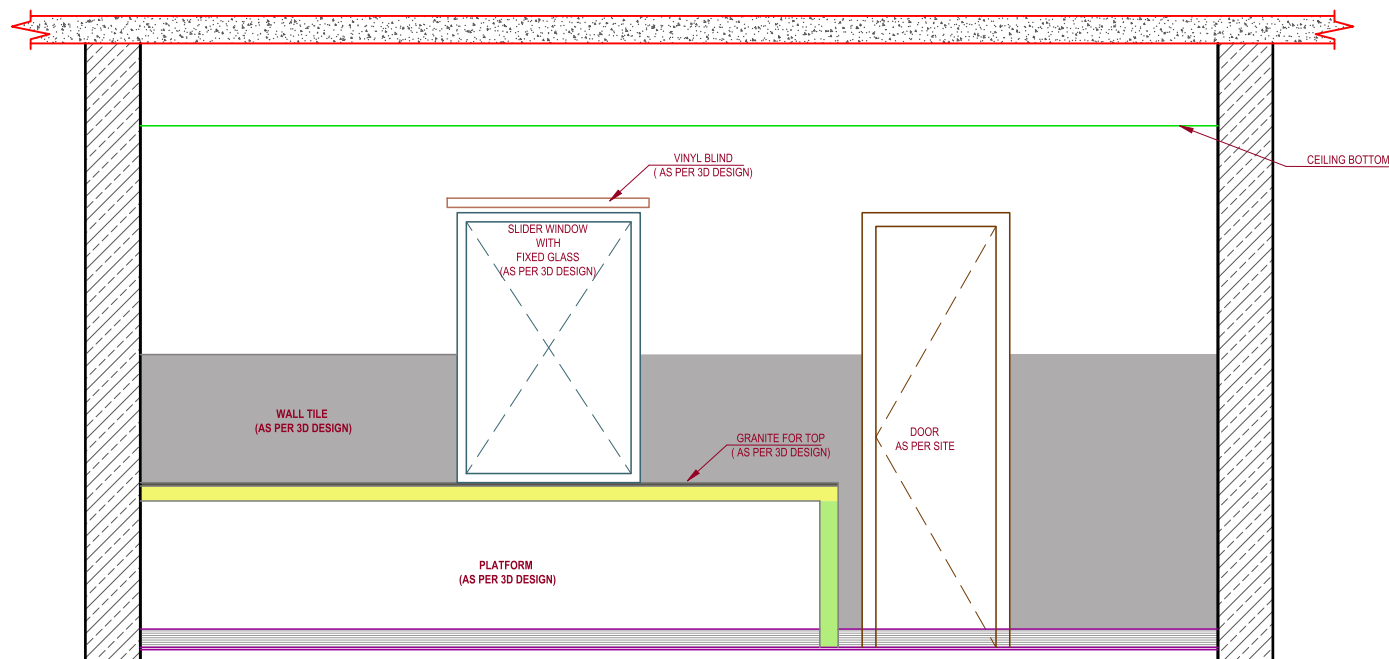 VINYL BLIND
( AS PER 3D DESIGN)
CEILING BOTTOM
SLIDER WINDOW
WITH
FIXED GLASS
(AS PER 3D DESIGN)
WALL TILE
(AS PER 3D DESIGN)
GRANITE FOR TOP
( AS PER 3D DESIGN)
DOOR
AS PER SITE
PLATFORM
(AS PER 3D DESIGN)